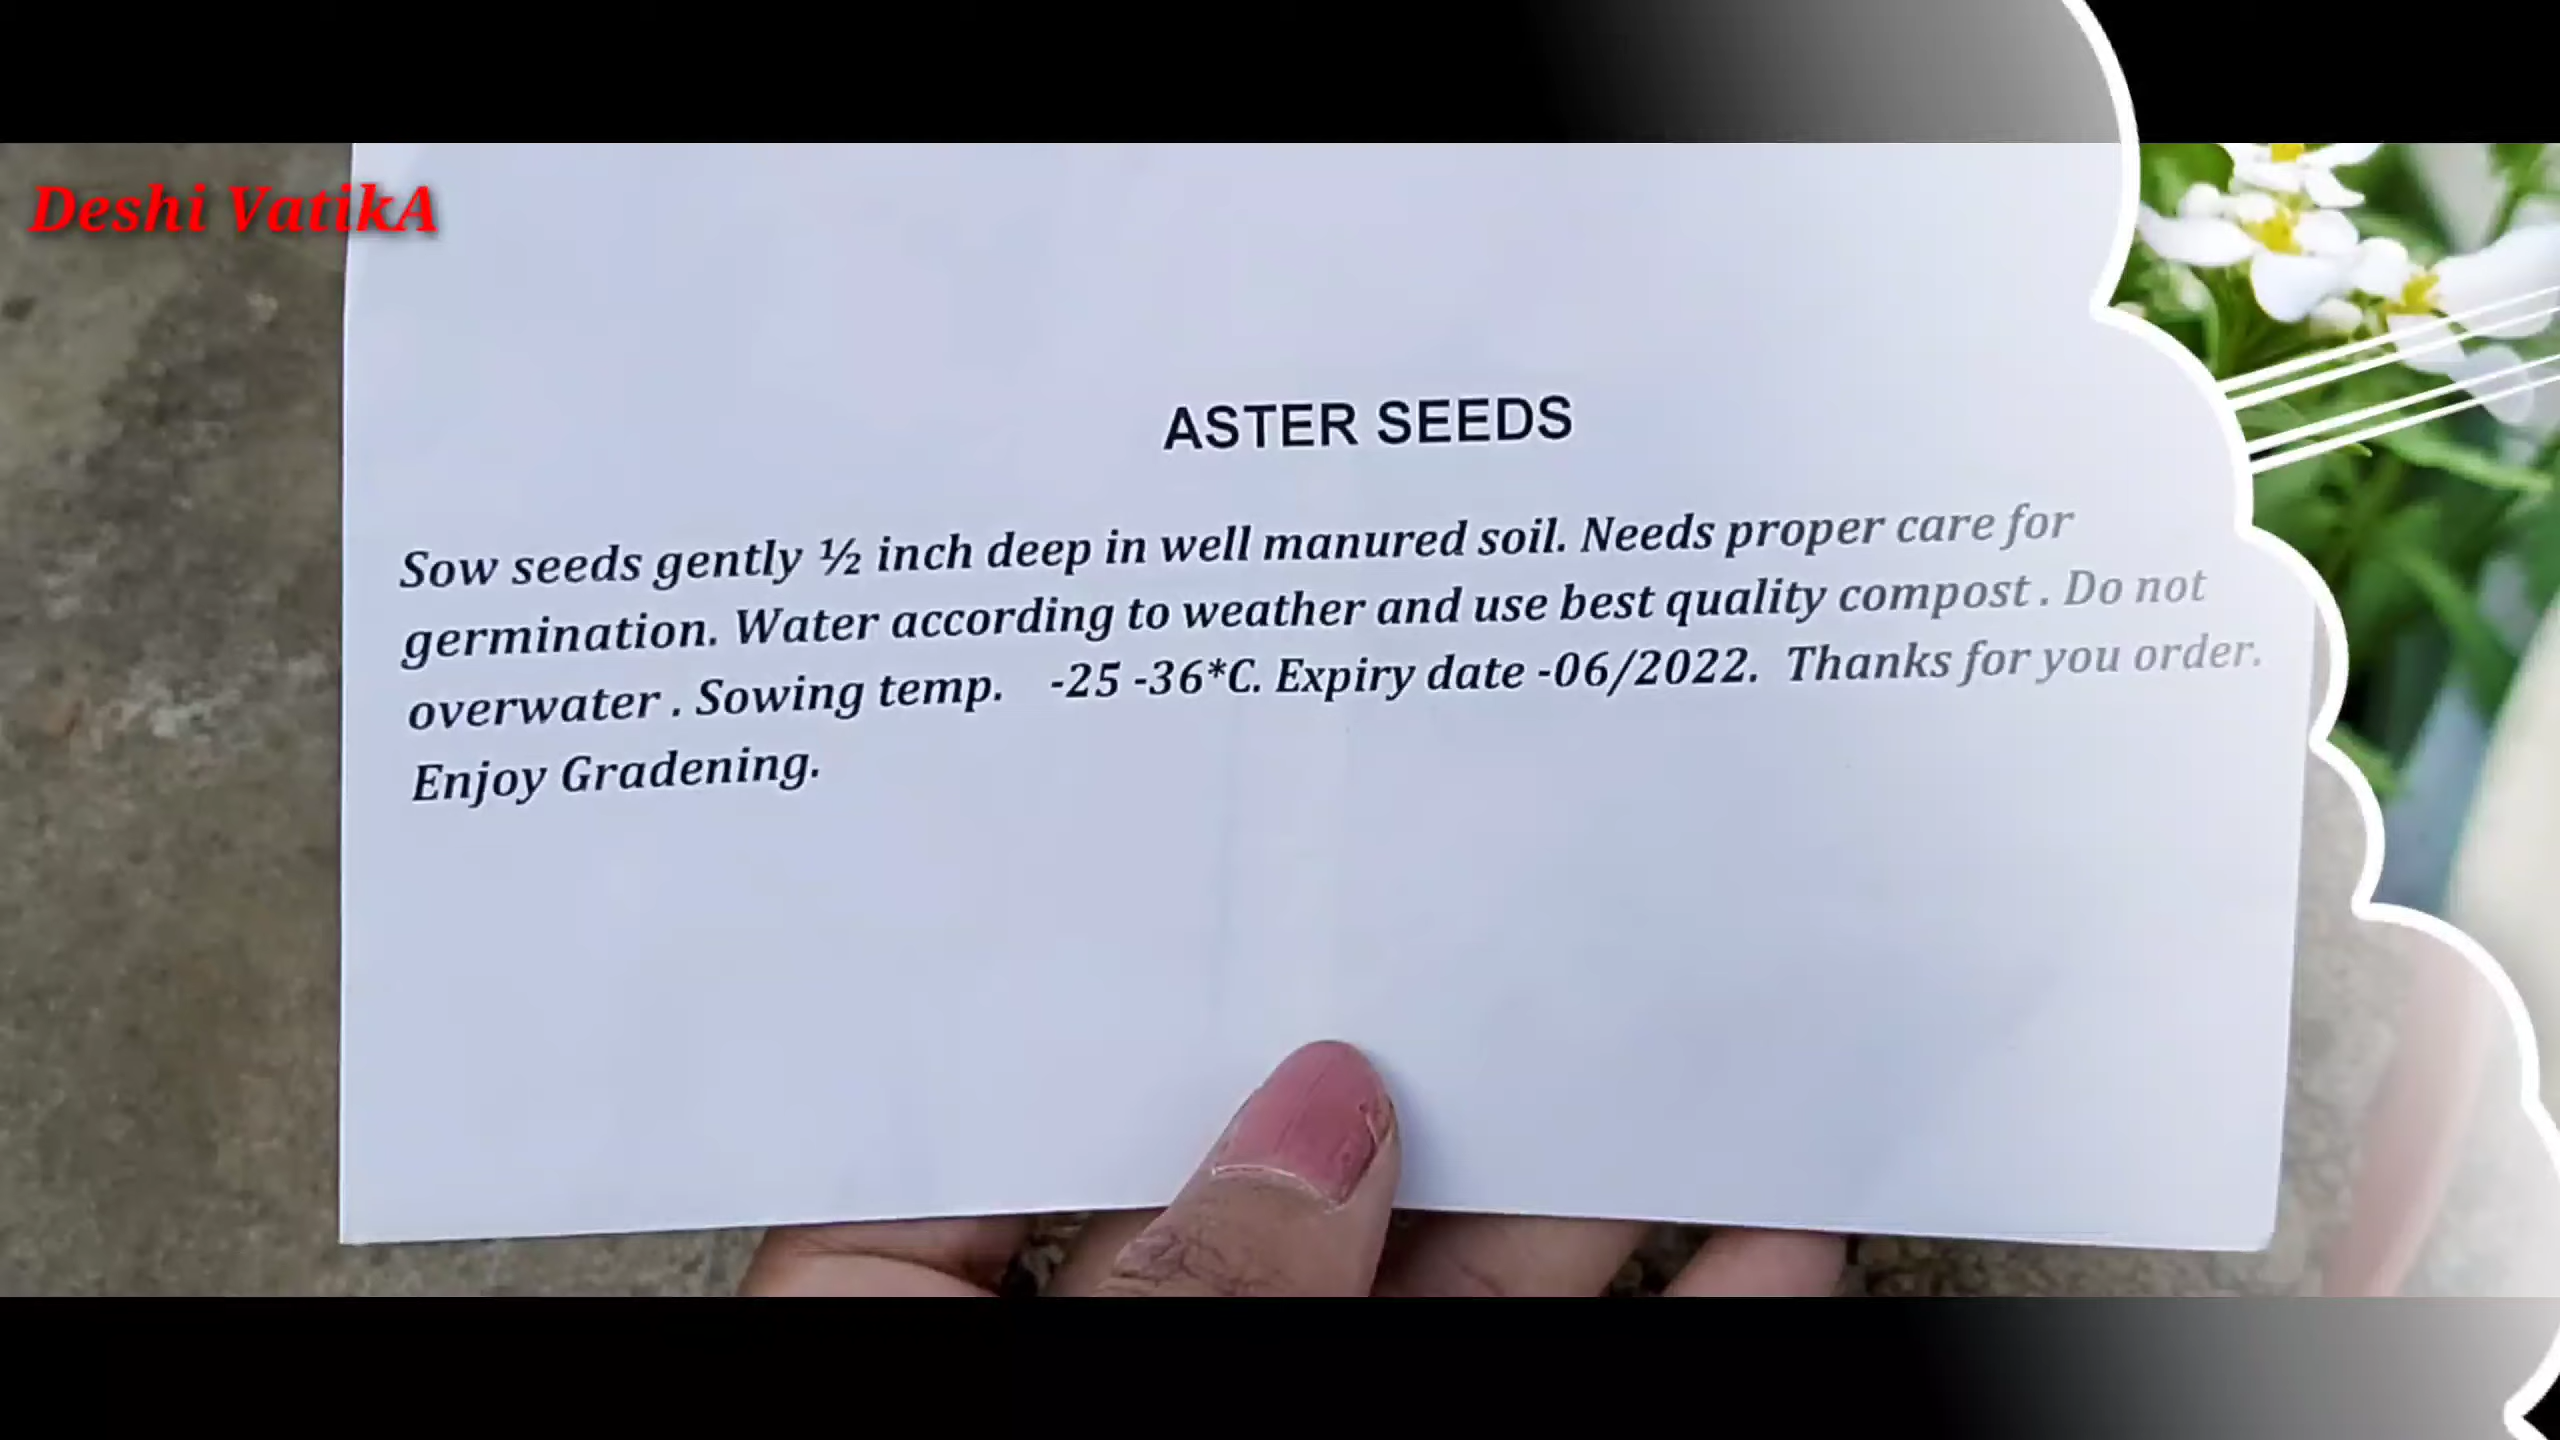 Deshi VatikA
ASTER SEEDS
Sow seeds gently ½ inch deep in well manured soil. Needs proper care for
germination. Water according to weather and use best quality compost . Do not
overwater . Sowing temp. -25 -36*C. Expiry date -06/2022. Thanks for you order.
Enjoy Gradening.